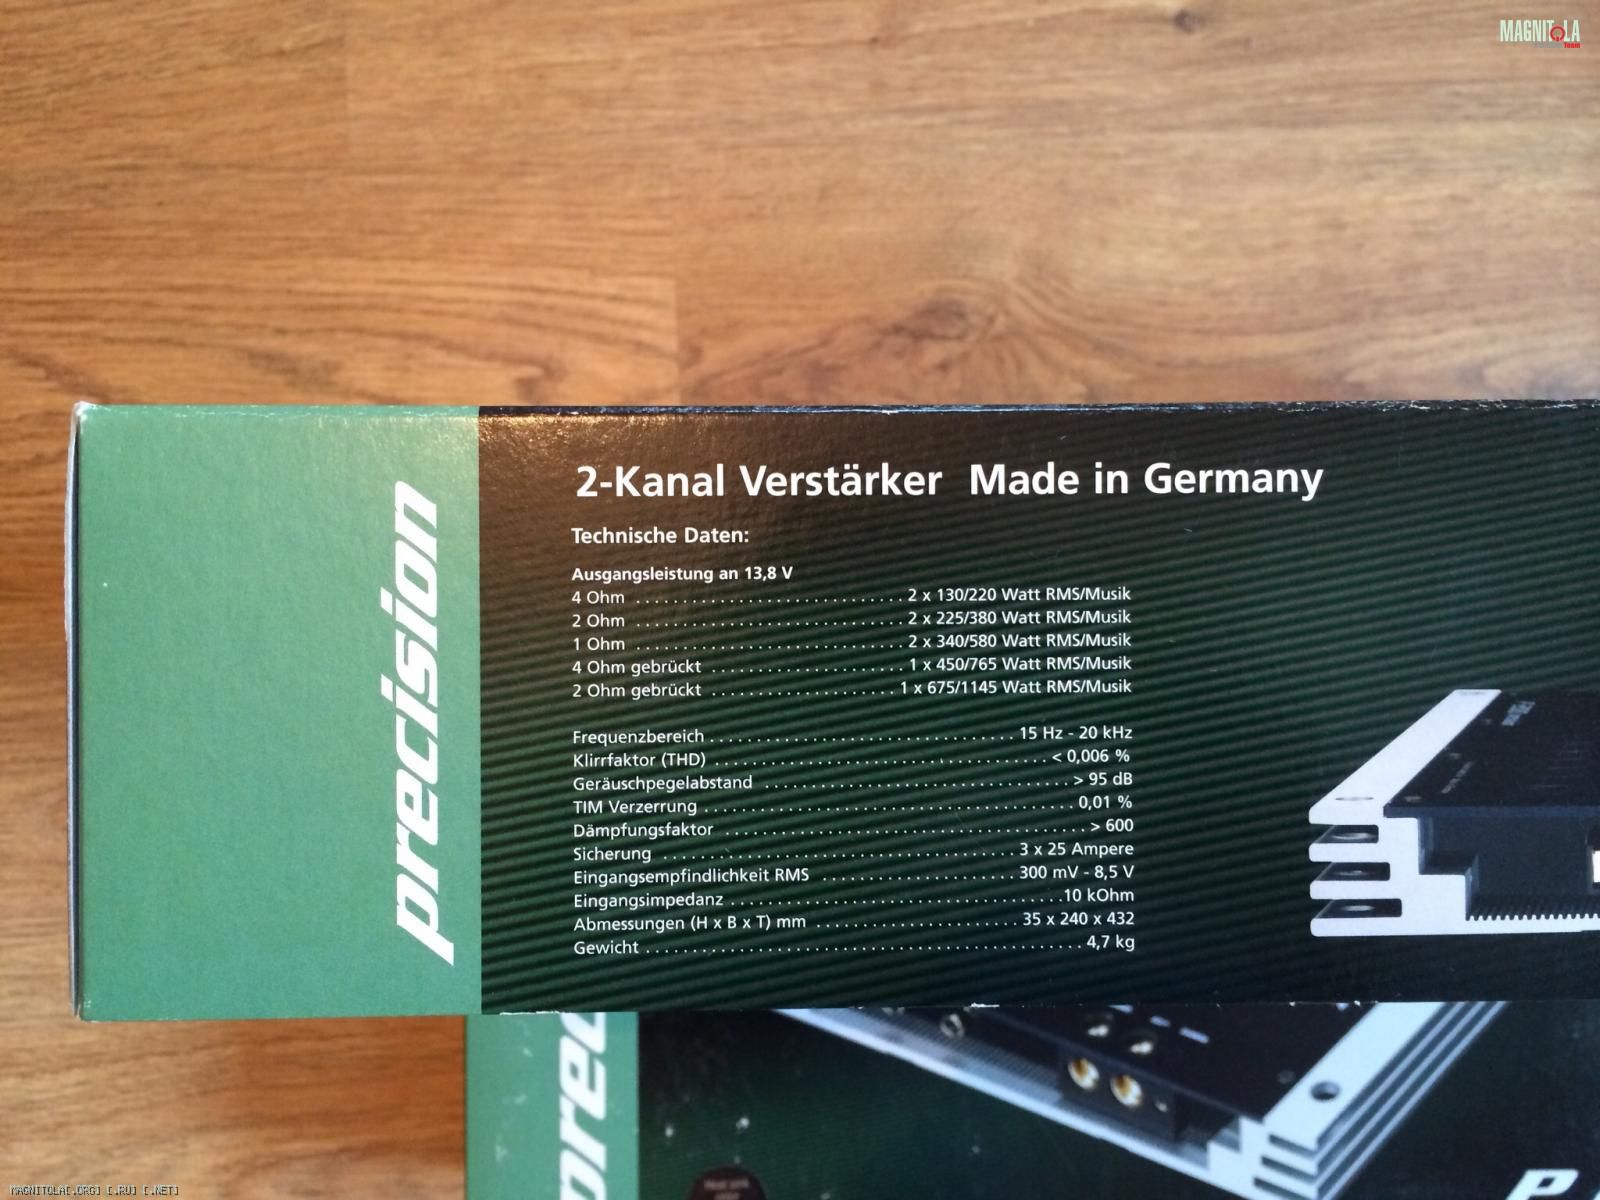 MAGNITOLA
Team
precision
2-Kanal Verstärker Made in Germany
Technische Daten:
Ausgangsleistung an 13,8 V
4 Ohm ............................. 2 x 130/220 Watt RMS/Musik
2 Ohm ............................. 2 x 225/380 Watt RMS/Musik
1 Ohm ............................. 2 x 340/580 Watt RMS/Musik
4 Ohm gebrückt ..................... 1 x 450/765 Watt RMS/Musik
2 Ohm gebrückt .................... 1 x 675/1145 Watt RMS/Musik
Frequenzbereich ................................. 15 Hz - 20 kHz
Klirrfaktor (THD) .................................... < 0,006 %
Geräuschpegelabstand .................................. > 95 dB
TIM Verzerrung ........................................ 0,01 %
Dämpfungsfaktor ....................................... > 600
Sicherung ...................................... 3 x 25 Ampere
Eingangsempfindlichkeit RMS ..................... 300 mV - 8,5 V
Eingangsimpedanz .................................... 10 kOhm
Abmessungen (H x B x T) mm ...................... 35 x 240 x 432
Gewicht ............................................... 4,7 kg
prec
MAGNITOLA[.ORG] [.RU] [.NET]